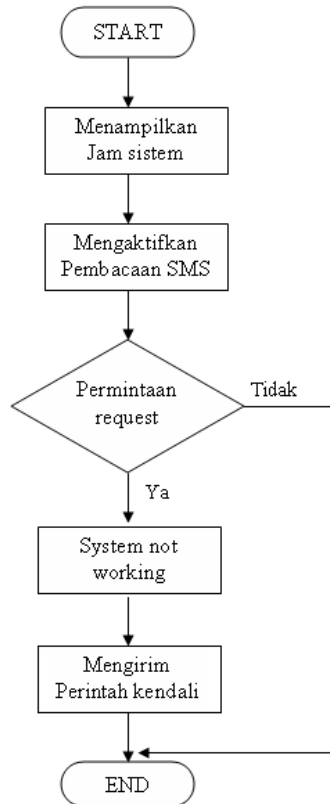 START
Menampilkan
Jam sistem
Mengaktifkan
Pembacaan SMS
Permintaan
request
Tidak
Ya
System not
working
Mengirim
Perintah kendali
END